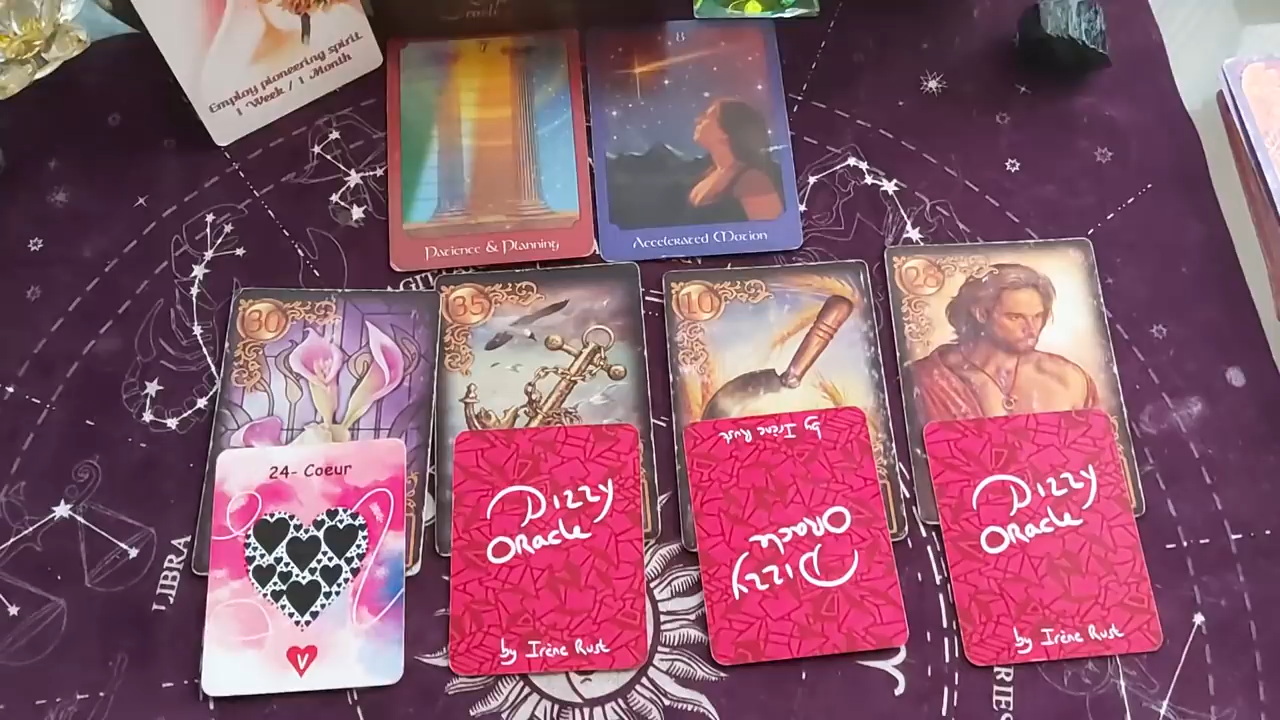 Oracle
Employ pioneering spirit
1 Week / 1 Month
7
Patience & Planning
8
Accelerated Motion
30
35
10
28
24- Coeur
V
Dizzy
Oracle
by Irène Rust
by Irène Rust
Oracle
Dizzy
Dizzy
Oracle
by Irène Rust
LIBRA